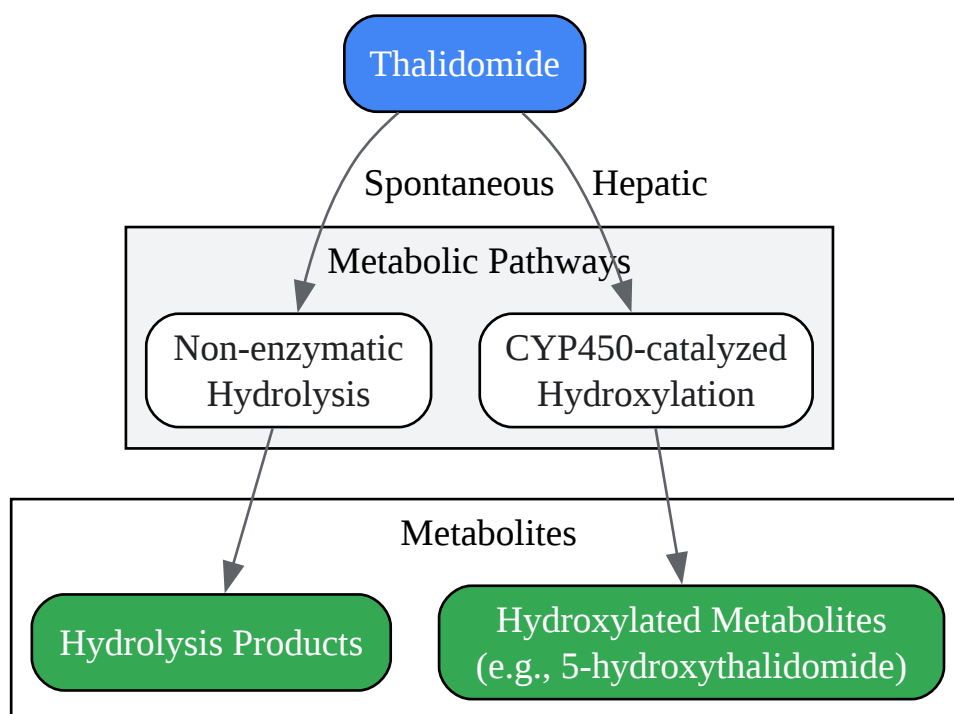 Thalidomide
Spontaneous
Hepatic
Metabolic Pathways
Non-enzymatic
Hydrolysis
CYP450-catalyzed
Hydroxylation
Metabolites
Hydrolysis Products
Hydroxylated Metabolites
(e.g., 5-hydroxythalidomide)